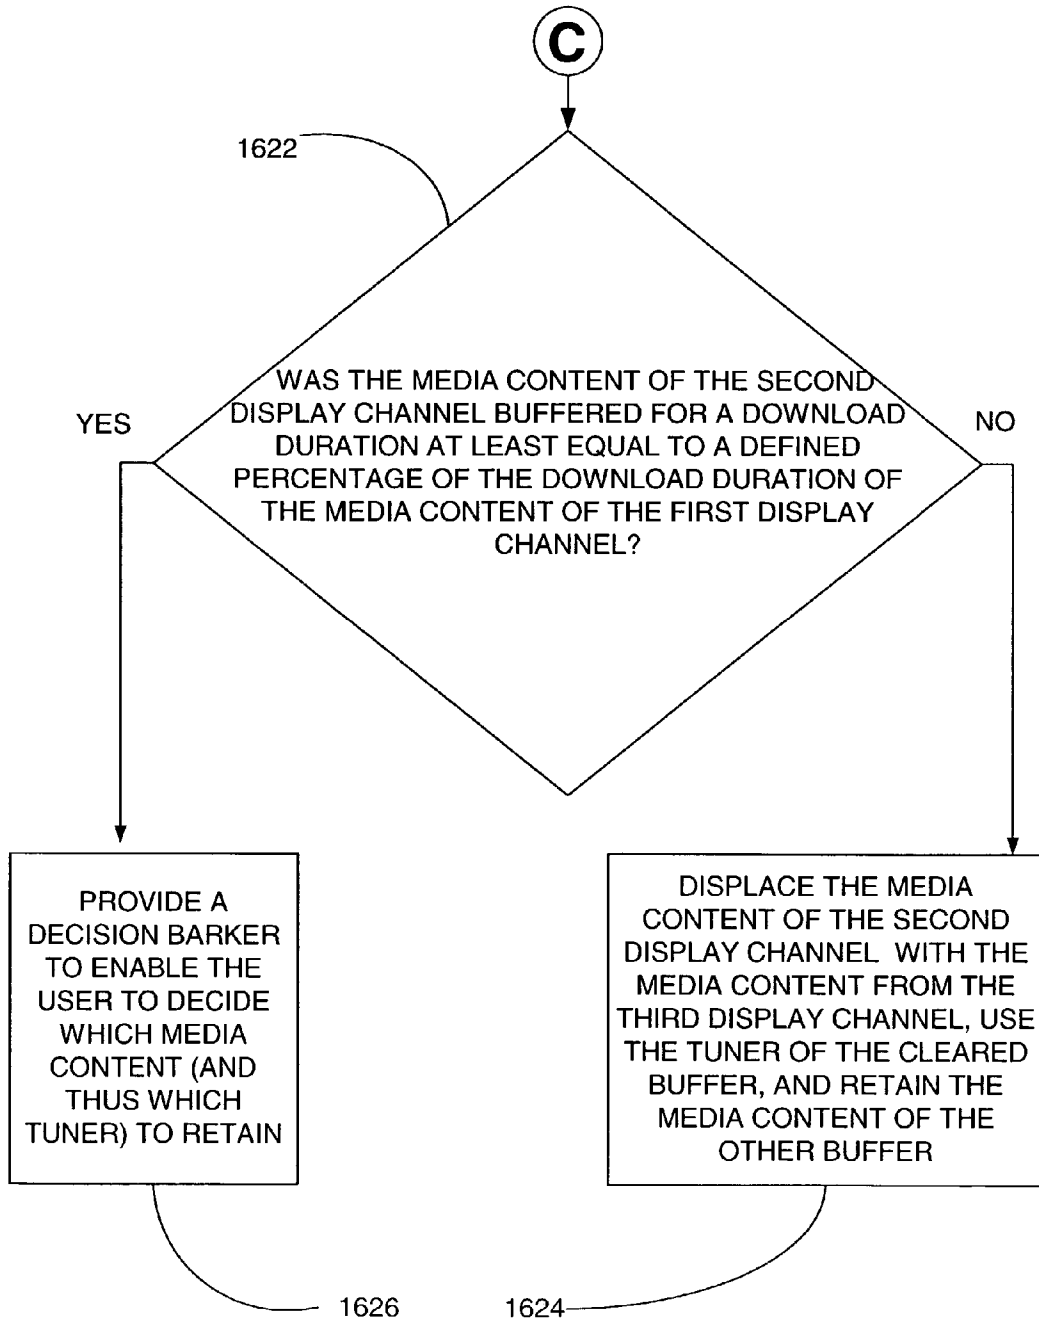 C
1622
WAS THE MEDIA CONTENT OF THE SECOND
DISPLAY CHANNEL BUFFERED FOR A DOWNLOAD
DURATION AT LEAST EQUAL TO A DEFINED
PERCENTAGE OF THE DOWNLOAD DURATION OF
THE MEDIA CONTENT OF THE FIRST DISPLAY
CHANNEL?
YES
NO
PROVIDE A
DECISION BARKER
TO ENABLE THE
USER TO DECIDE
WHICH MEDIA
CONTENT (AND
THUS WHICH
TUNER) TO RETAIN
DISPLACE THE MEDIA
CONTENT OF THE SECOND
DISPLAY CHANNEL WITH THE
MEDIA CONTENT FROM THE
THIRD DISPLAY CHANNEL, USE
THE TUNER OF THE CLEARED
BUFFER, AND RETAIN THE
MEDIA CONTENT OF THE
OTHER BUFFER
1626
1624